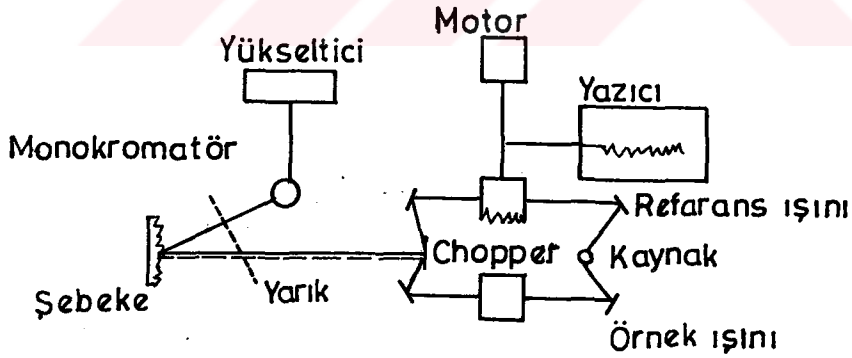 Motor
Yükseltici
Yazıcı
Monokromatör
Refarans ışını
Chopper
Kaynak
Şebeke
Yarık
Örnek ışını